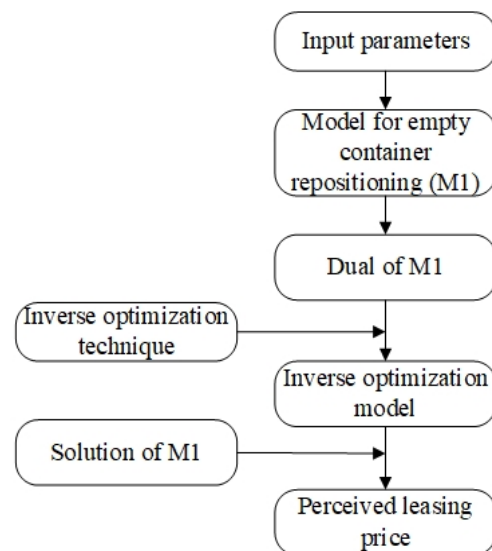 Input parameters
Model for empty
container
repositioning (M1)
Dual of M1
Inverse optimization
technique
Inverse optimization
model
Solution of M1
Perceived leasing
price